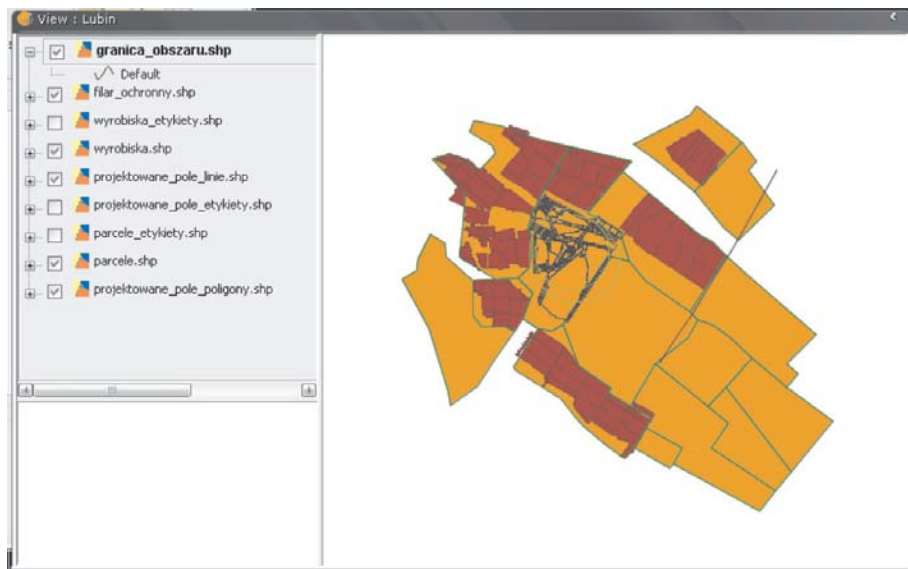 View : Lubin
granica_obszaru.shp
Default
filar_ochronny.shp
wyrobiska_etykiety.shp
wyrobiska.shp
projektowane_pole_linie.shp
projektowane_pole_etykiety.shp
parcele_etykiety.shp
parcele.shp
projektowane_pole_poligony.shp